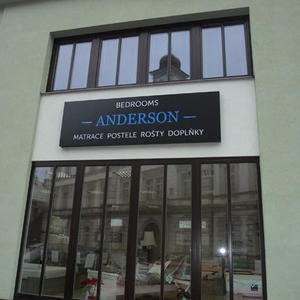 BEDROOMS
— ANDERSON —
MATRACE POSTELE ROŠTY DOPLŇKY